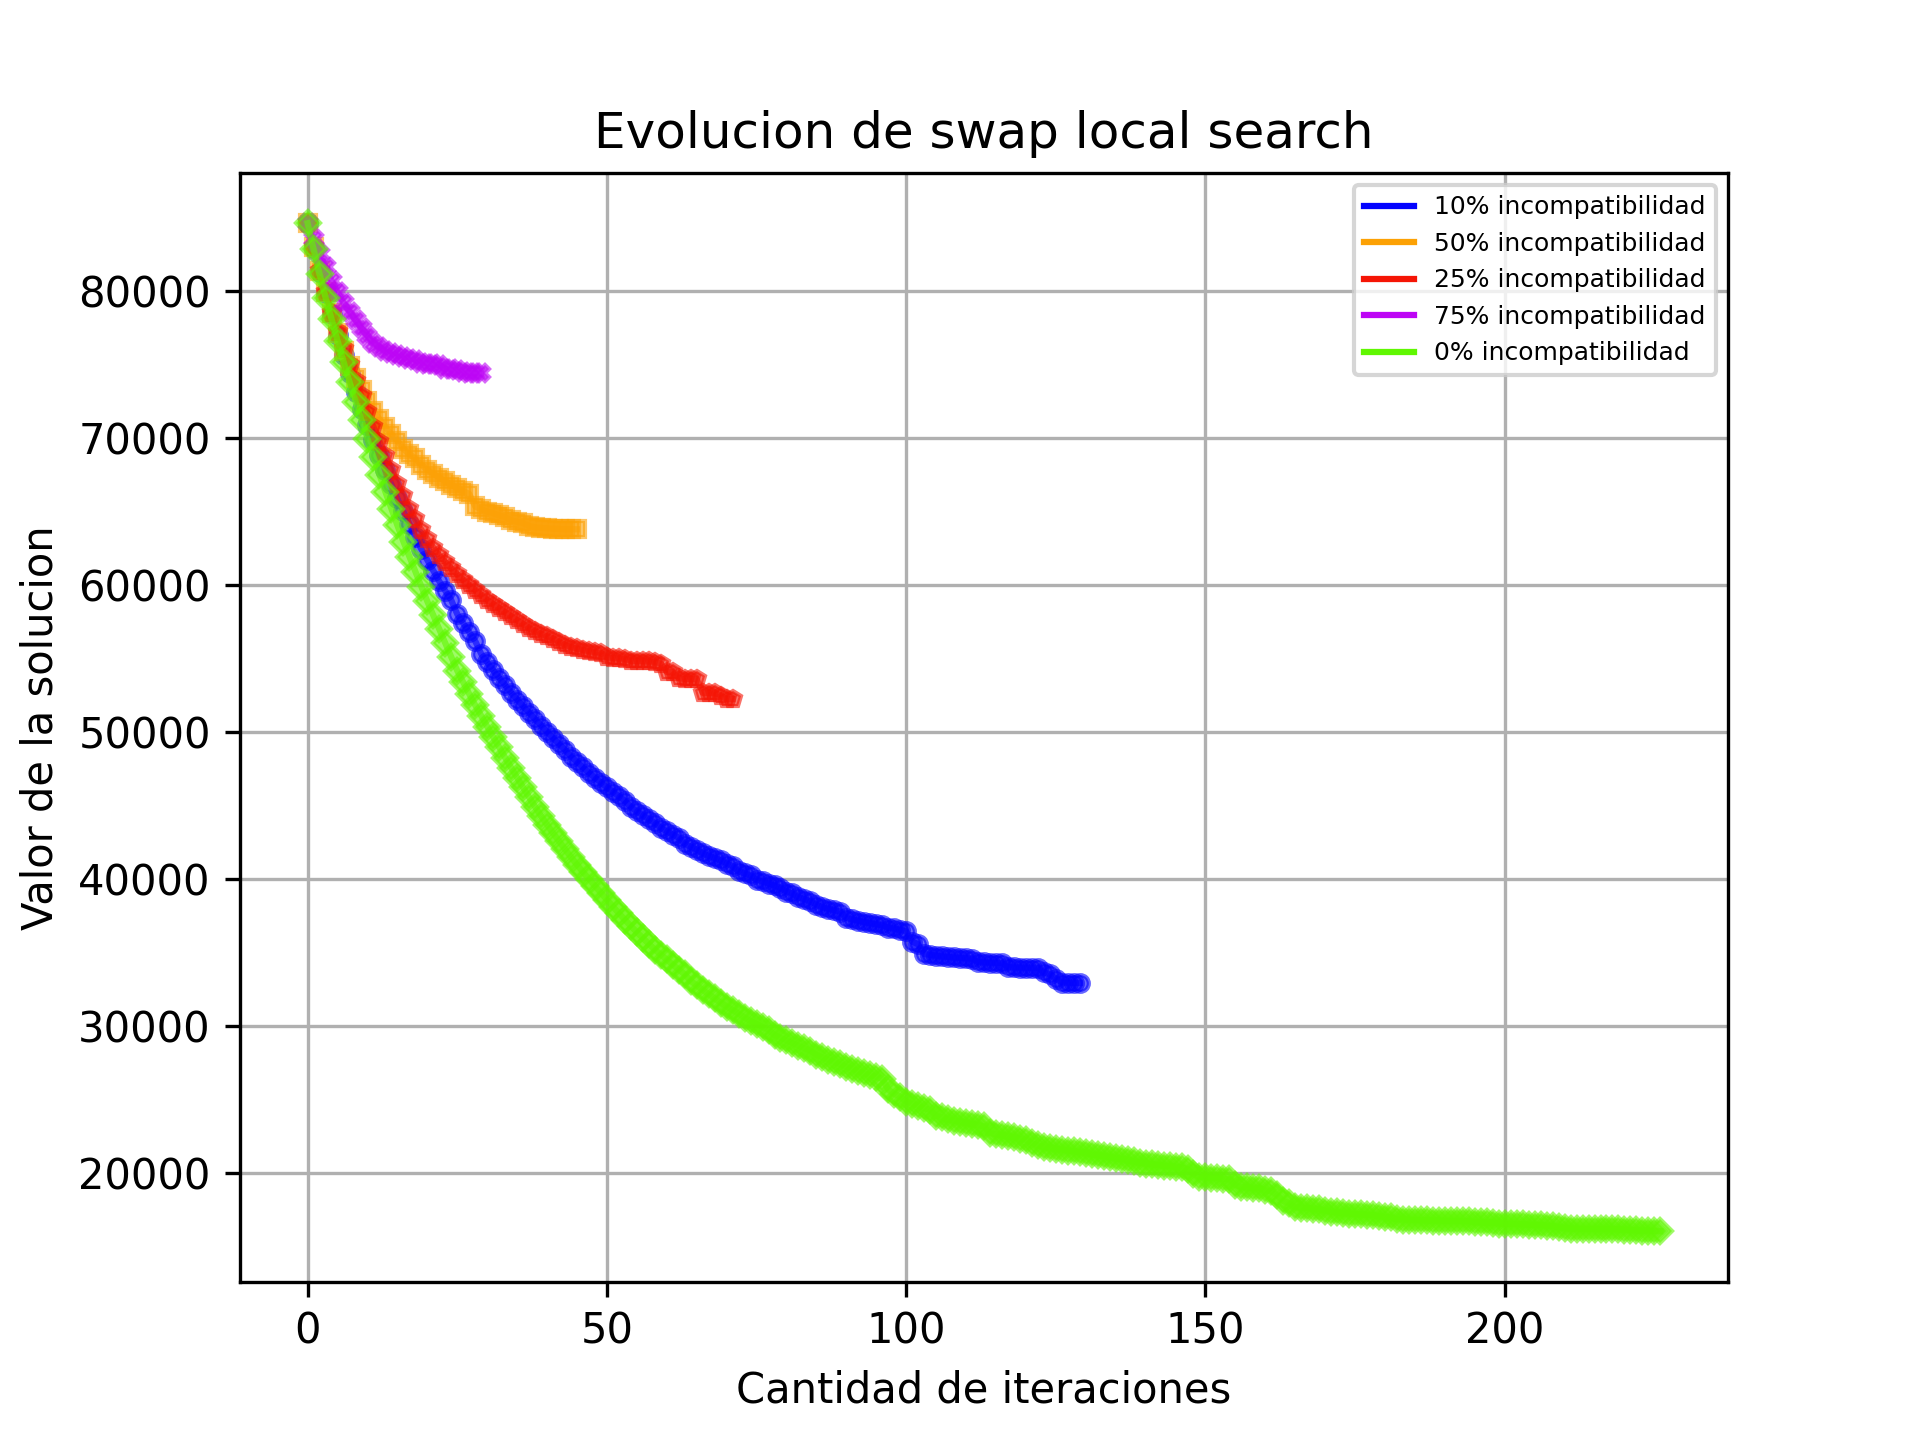 Evolucion de swap local search
10% incompatibilidad
50% incompatibilidad
25% incompatibilidad
75% incompatibilidad
0% incompatibilidad
Valor de la solucion
80000
70000
60000
50000
40000
30000
20000
0 50 100 150 200
Cantidad de iteraciones